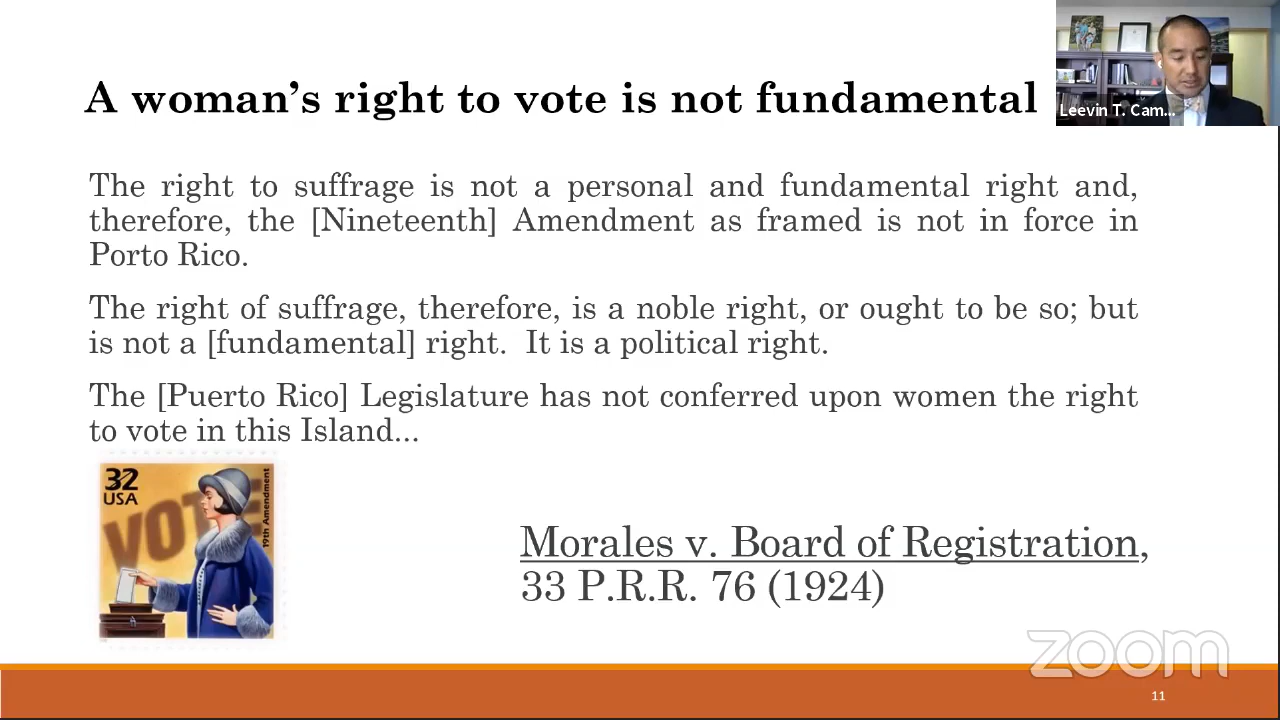 A woman's right to vote is not fundamental
Leevin T. Cam...
The right to suffrage is not a personal and fundamental right and,
therefore, the [Nineteenth] Amendment as framed is not in force in
Porto Rico.
The right of suffrage, therefore, is a noble right, or ought to be so; but
is not a [fundamental] right. It is a political right.
The [Puerto Rico] Legislature has not conferred upon women the right
to vote in this Island...
32
USA
VOTE
19th Amendment
Morales v. Board of Registration,
33 P.R.R. 76 (1924)
zoom
11